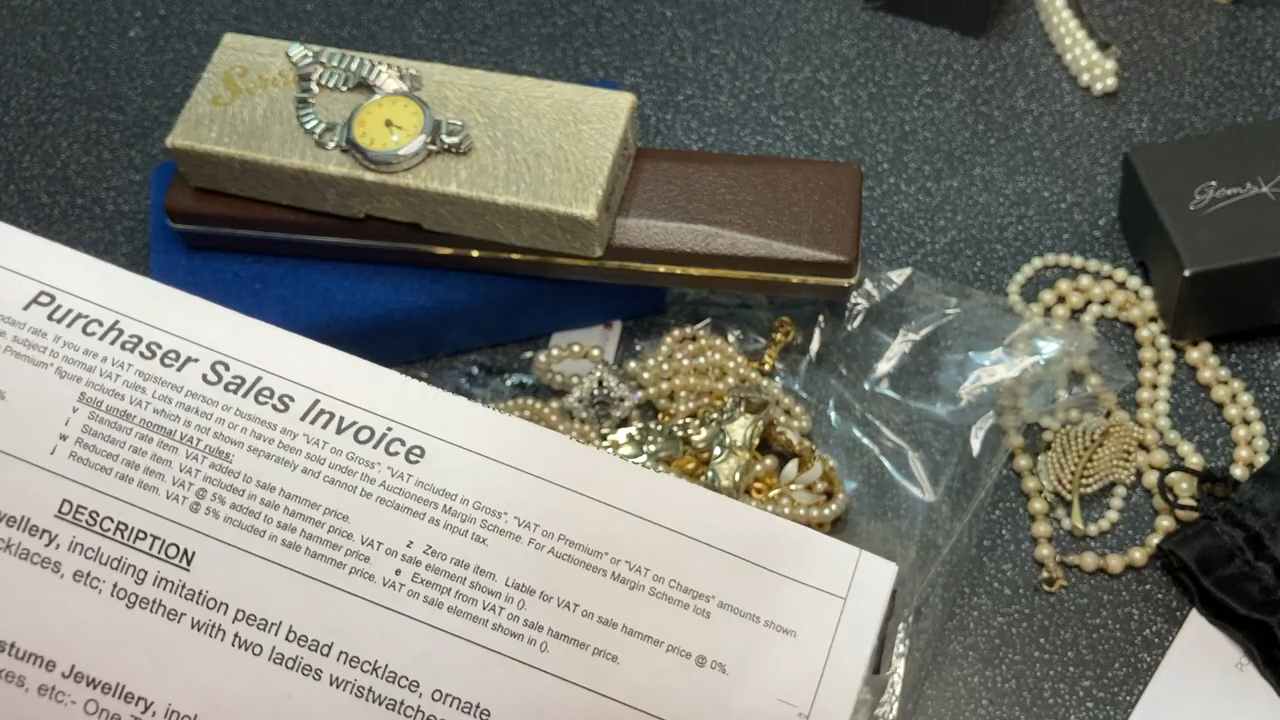 Gems
Purchaser Sales Invoice
ndard rate. If you are a VAT registered person or business any "VAT on Gross", "VAT included in Gross", "VAT on Premium" or "VAT on Charges" amounts shown
subject to normal VAT rules. Lots marked m or n have been sold under the Auctioneers Margin Scheme. For Auctioneers Margin Scheme lots
Premium" figure includes VAT which is not shown separately and cannot be reclaimed as input tax.
Sold under normal VAT rules:
v Standard rate item. VAT added to sale hammer price.
i Standard rate item. VAT included in sale hammer price.
w Reduced rate item. VAT @ 5% added to sale hammer price. VAT on sale element shown in ().
j Reduced rate item. VAT @ 5% included in sale hammer price. VAT on sale element shown in ().
z Zero rate item. Liable for VAT on sale hammer price @ 0%.
e Exempt from VAT on sale hammer price.
%.
DESCRIPTION
wellery, including imitation pearl bead necklace, ornate
cklaces, etc; together with two ladies wristwatche
stume Jewellery, incl
xes, etc:- One